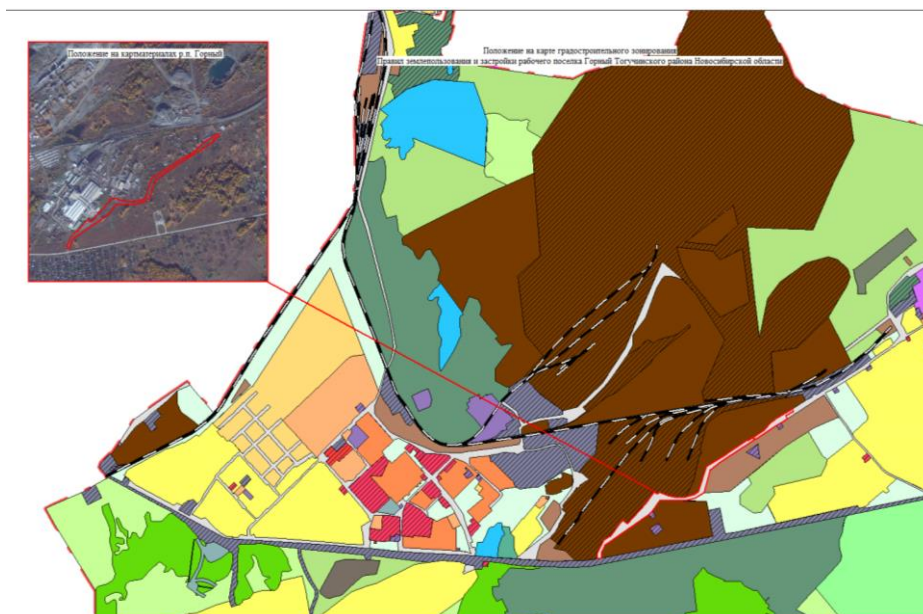 Положение на картматериалах р.п. Горный
Положение на карте градостроительного зонирования
Правил землепользования и застройки рабочего поселка Горный Тогучинского района Новосибирской области